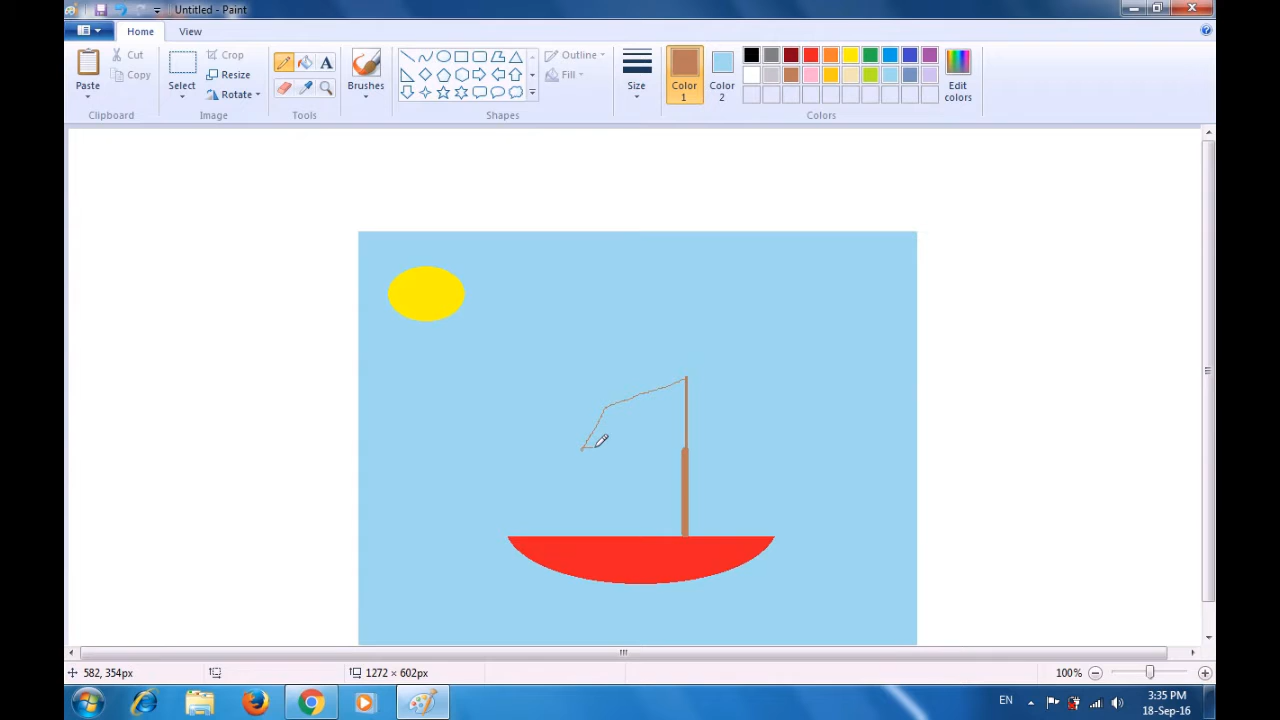 Untitled - Paint
Home View
Paste
Cut
Copy
Clipboard
Select
Crop
Resize
Rotate
Image
A
Tools
Brushes
Outline
Fill
Shapes
Size
Color 1
Color 2
Edit colors
Colors
582, 354px
1272 × 602px
100%
EN
3:35 PM
18-Sep-16